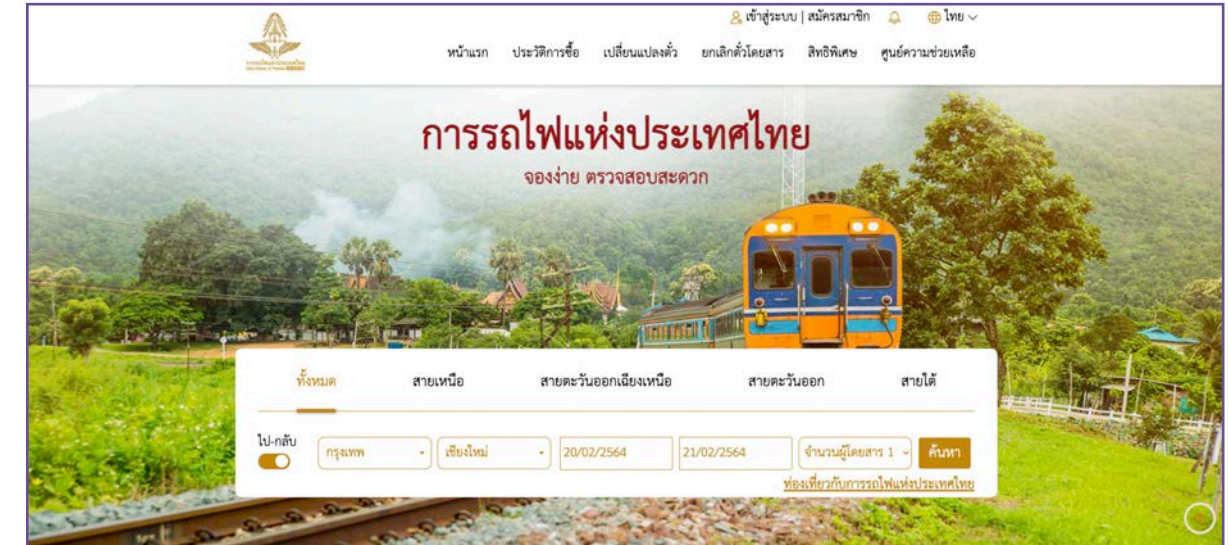 เข้าสู่ระบบ | สมัครสมาชิก ไทย
หน้าแรก ประวัติการซื้อ เปลี่ยนแปลงตั๋ว ยกเลิกตั๋วโดยสาร สิทธิพิเศษ ศูนย์ความช่วยเหลือ
การรถไฟแห่งประเทศไทย
จองง่าย ตรวจสอบสะดวก
ทั้งหมด สายเหนือ สายตะวันออกเฉียงเหนือ สายตะวันออก สายใต้
ไป-กลับ
กรุงเทพ เชียงใหม่ 20/02/2564 21/02/2564 จำนวนผู้โดยสาร 1 ค้นหา
ท่องเที่ยวกับการรถไฟแห่งประเทศไทย